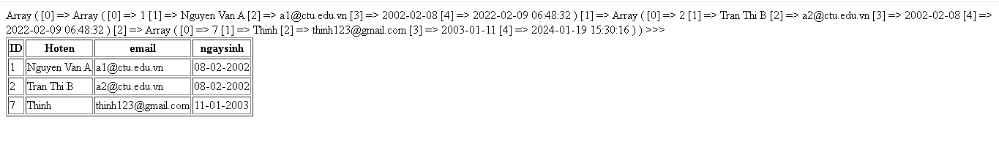 Array ( [0] => Array ( [0] => 1 [1] => Nguyen Van A [2] => a1@ctu.edu.vn [3] => 2002-02-08 [4] => 2022-02-09 06:48:32 ) [1] => Array ( [0] => 2 [1] => Tran Thi B [2] => a2@ctu.edu.vn [3] => 2002-02-08 [4] =>
2022-02-09 06:48:32 ) [2] => Array ( [0] => 7 [1] => Thinh [2] => thinh123@gmail.com [3] => 2003-01-11 [4] => 2024-01-19 15:30:16 ) ) >>>
ID Hoten email ngaysinh
1 Nguyen Van A a1@ctu.edu.vn 08-02-2002
2 Tran Thi B a2@ctu.edu.vn 08-02-2002
7 Thinh thinh123@gmail.com 11-01-2003